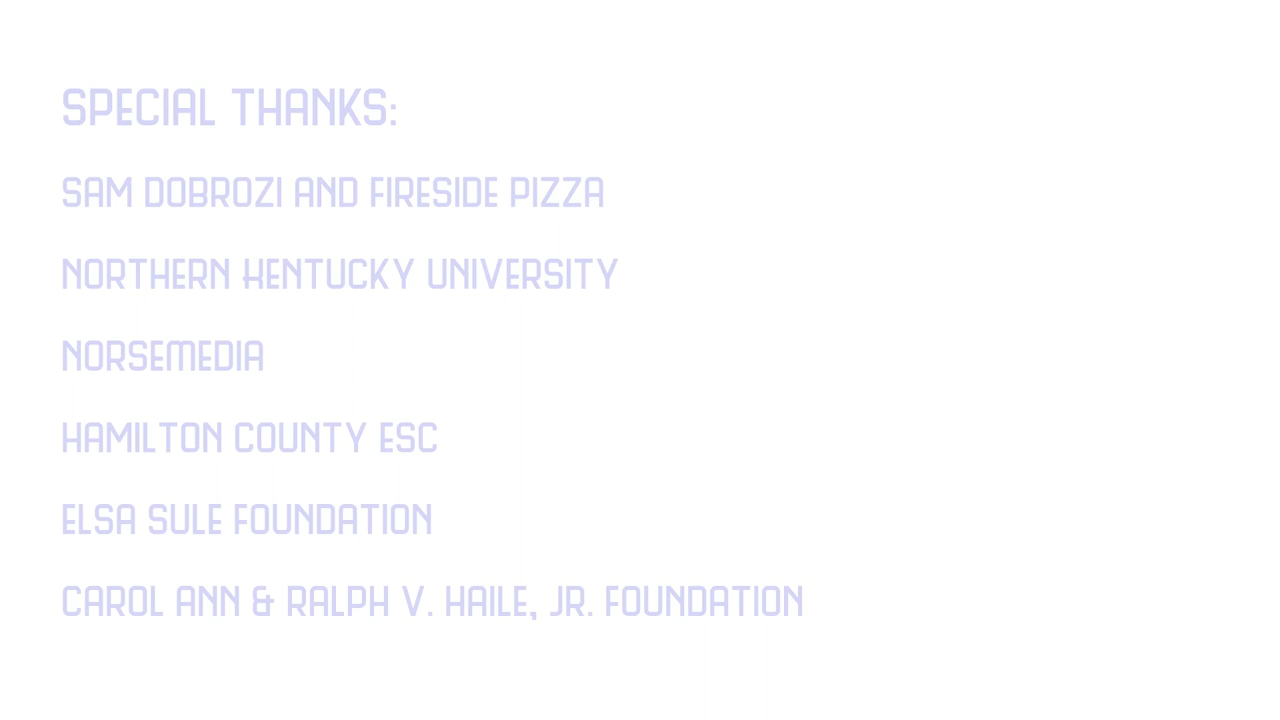 SPECIAL THANKS:
SAM DOBROZI AND FIRESIDE PIZZA
NORTHERN KENTUCKY UNIVERSITY
NORSEMEDIA
HAMILTON COUNTY ESC
ELSA SULE FOUNDATION
CAROL ANN & RALPH V. HAILE, JR. FOUNDATION